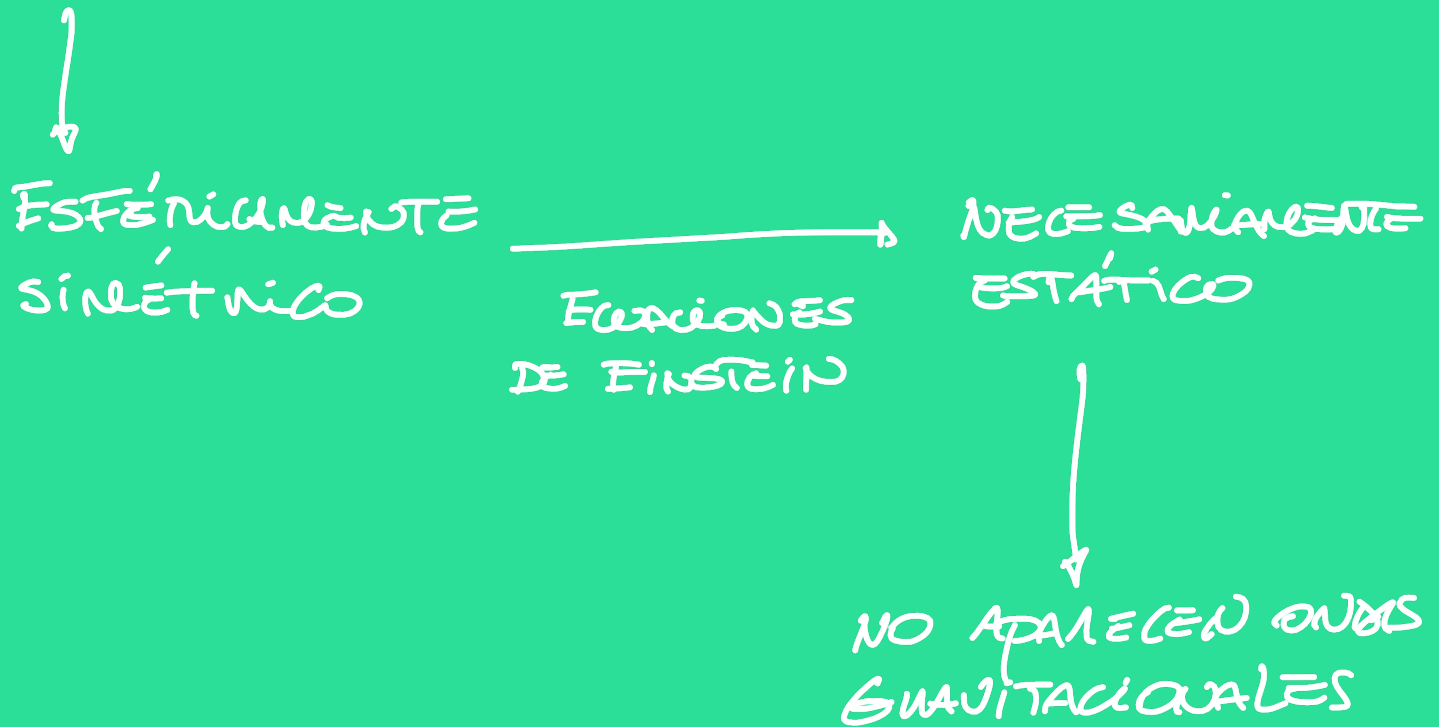 ESFÉRICAMENTE
SIMÉTRICO
ECUACIONES
DE EINSTEIN
NECESARIAMENTE
ESTÁTICO
NO APARECEN ONDAS
GRAVITACIONALES